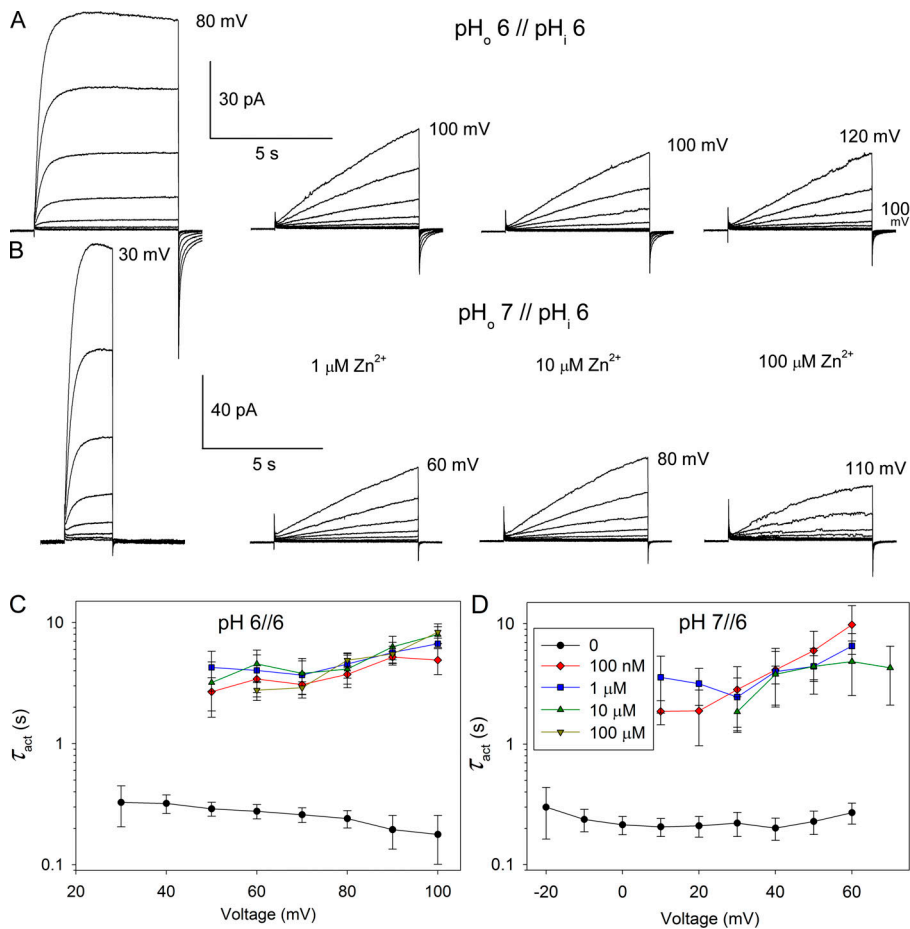 A
80 mV
pHₒ 6 // pHᵢ 6
30 pA
5 s
100 mV
100 mV
120 mV
100 mV
B
30 mV
pHₒ 7 // pHᵢ 6
1 μM Zn²⁺
10 μM Zn²⁺
100 μM Zn²⁺
40 pA
5 s
60 mV
80 mV
110 mV
C
pH 6//6
10
1
0.1
τact (s)
20
40
60
80
100
Voltage (mV)
D
pH 7//6
0
100 nM
1 μM
10 μM
100 μM
10
1
0.1
τact (s)
-20
0
20
40
60
Voltage (mV)